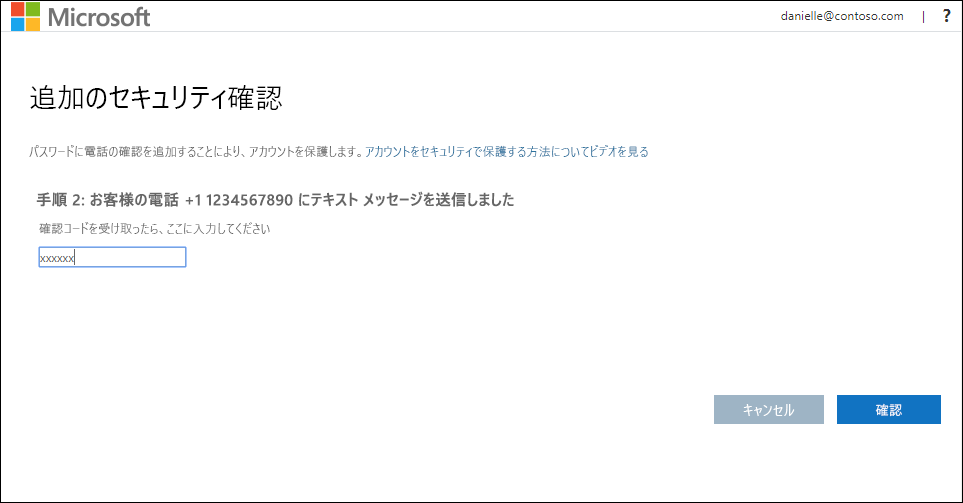 Microsoft danielle@contoso.com | ?
追加のセキュリティ確認
パスワードに電話の確認を追加することにより、アカウントを保護します。アカウントをセキュリティで保護する方法についてビデオを見る
手順 2: お客様の電話 +1 1234567890 にテキスト メッセージを送信しました
確認コードを受け取ったら、ここに入力してください
xxxxxx
キャンセル 確認